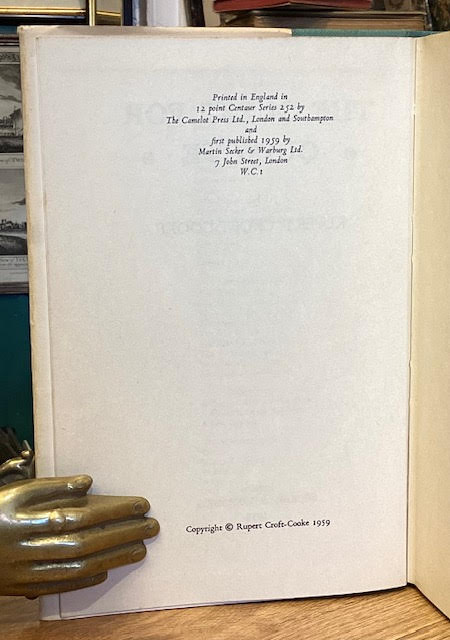 Printed in England in
12 point Centaur Series 252 by
The Camelot Press Ltd., London and Southampton
and
first published 1959 by
Martin Secker & Warburg Ltd.
7 John Street, London
W.C.1
Copyright © Rupert Croft-Cooke 1959